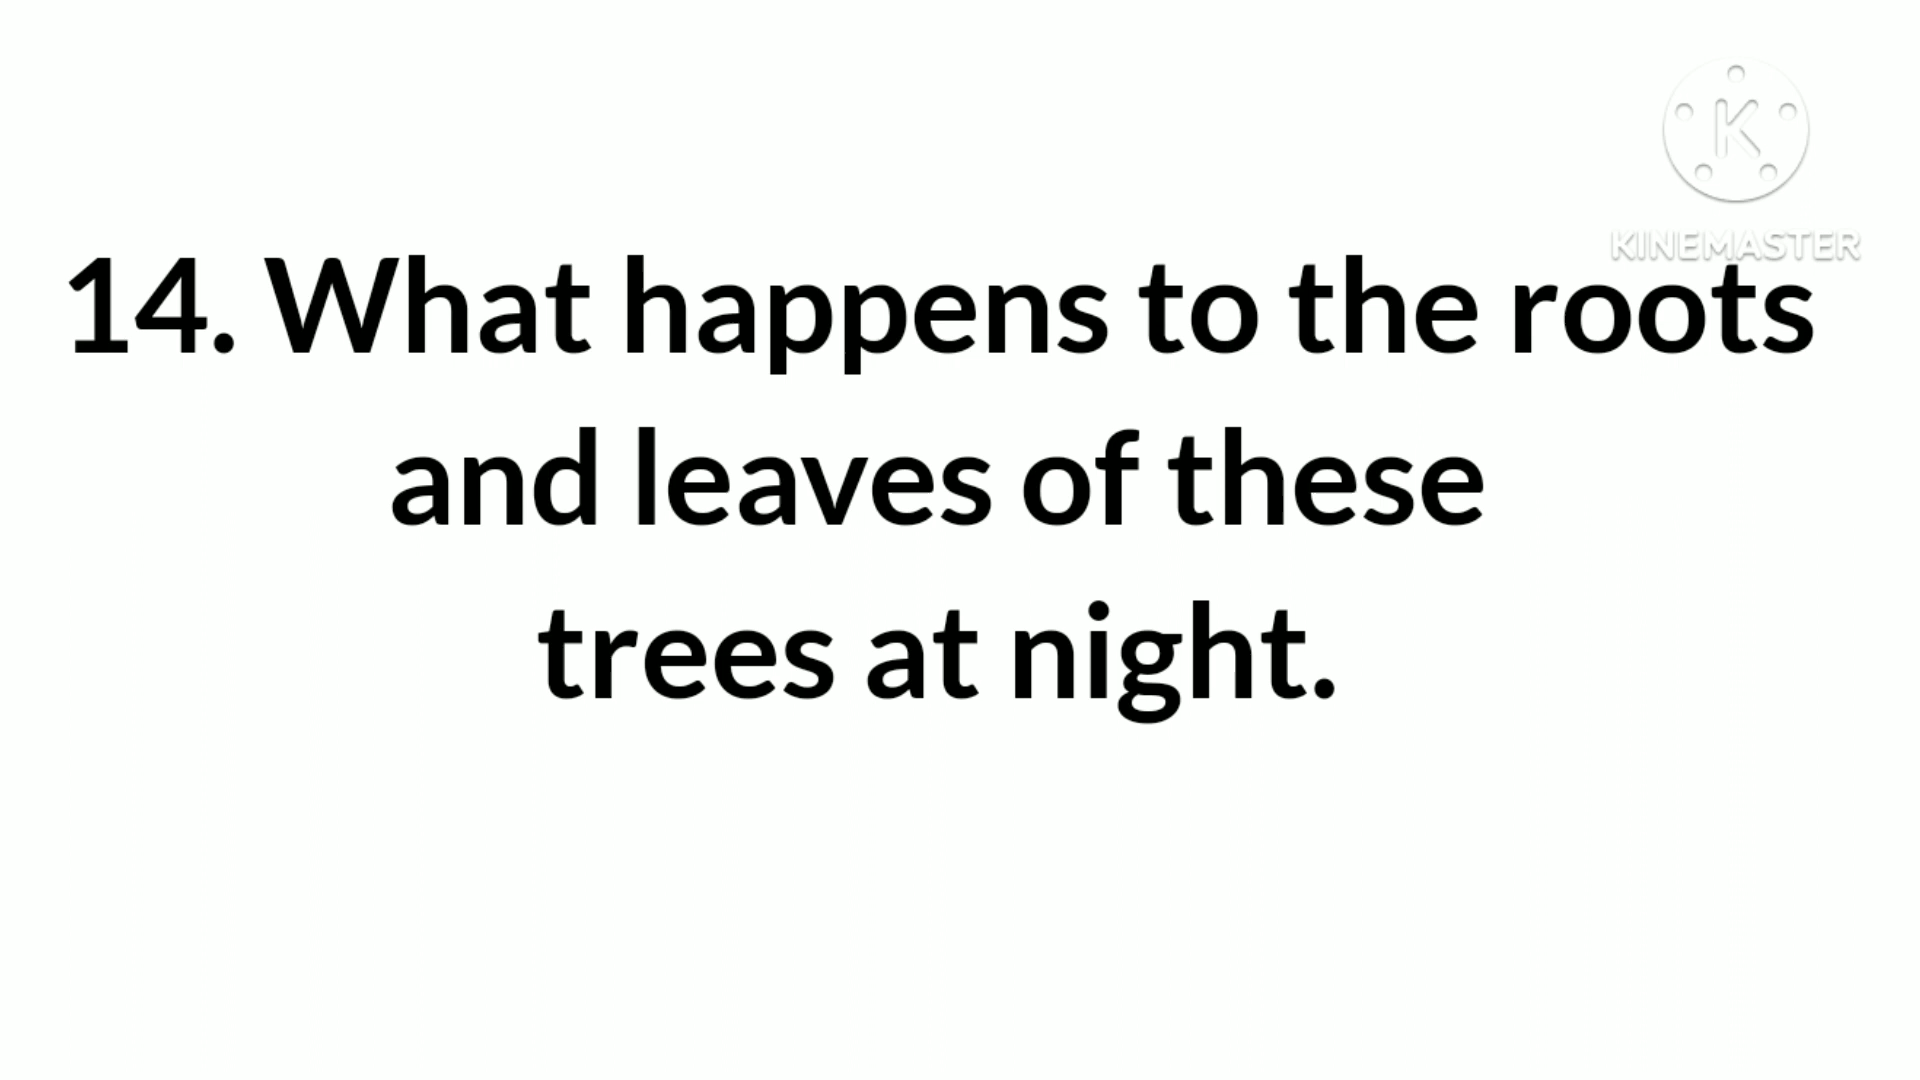 KINEMASTER
14. What happens to the roots
and leaves of these
trees at night.